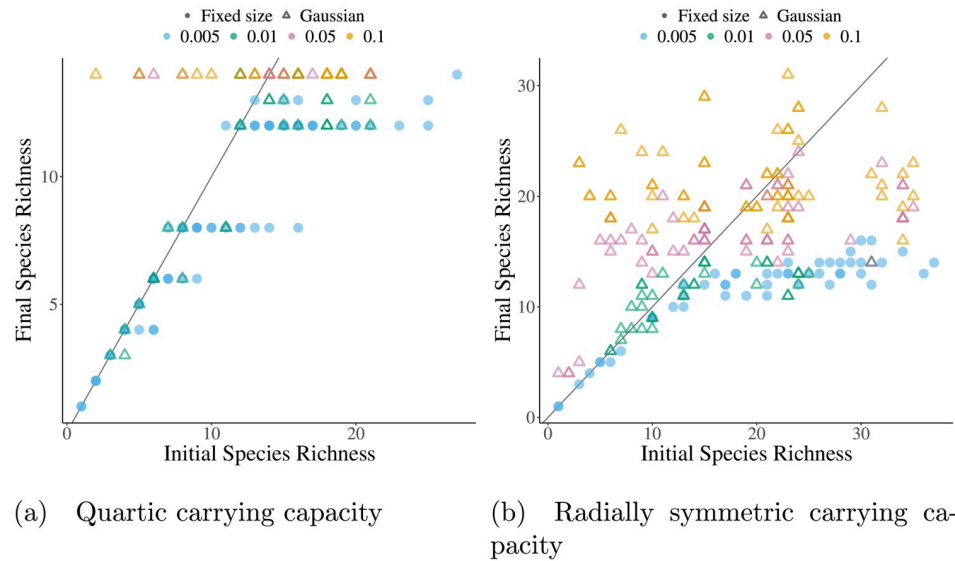 Fixed size Gaussian
0.005 0.01 0.05 0.1
Final Species Richness
10
5
0 10 20
Initial Species Richness
Fixed size Gaussian
0.005 0.01 0.05 0.1
Final Species Richness
30
20
10
0
0 10 20 30
Initial Species Richness
(a) Quartic carrying capacity
(b) Radially symmetric carrying ca-
pacity